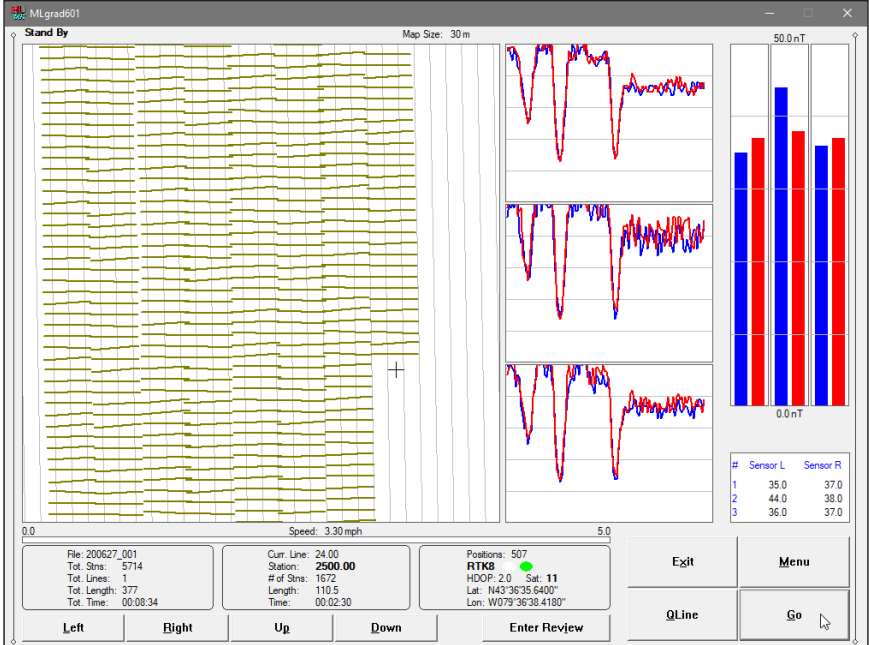 MLgrad601
Stand By Map Size: 30 m
50.0 nT
0.0 nT
# Sensor L Sensor R
1 35.0 37.0
2 44.0 38.0
3 36.0 37.0
0.0 Speed: 3.30 mph 5.0
File: 200627_001
Tot. Stns: 5714
Tot. Lines: 1
Tot. Length: 377
Tot. Time: 00:08:34
Curr. Line: 24.00
Station: 2500.00
# of Stns: 1672
Length: 110.5
Time: 00:02:30
Positions: 507
RTK8
HDOP: 2.0 Sat: 11
Lat: N43°36'35.6400"
Lon: W079°36'38.4180"
Exit Menu
QLine Go
Left Right Up Down Enter Review